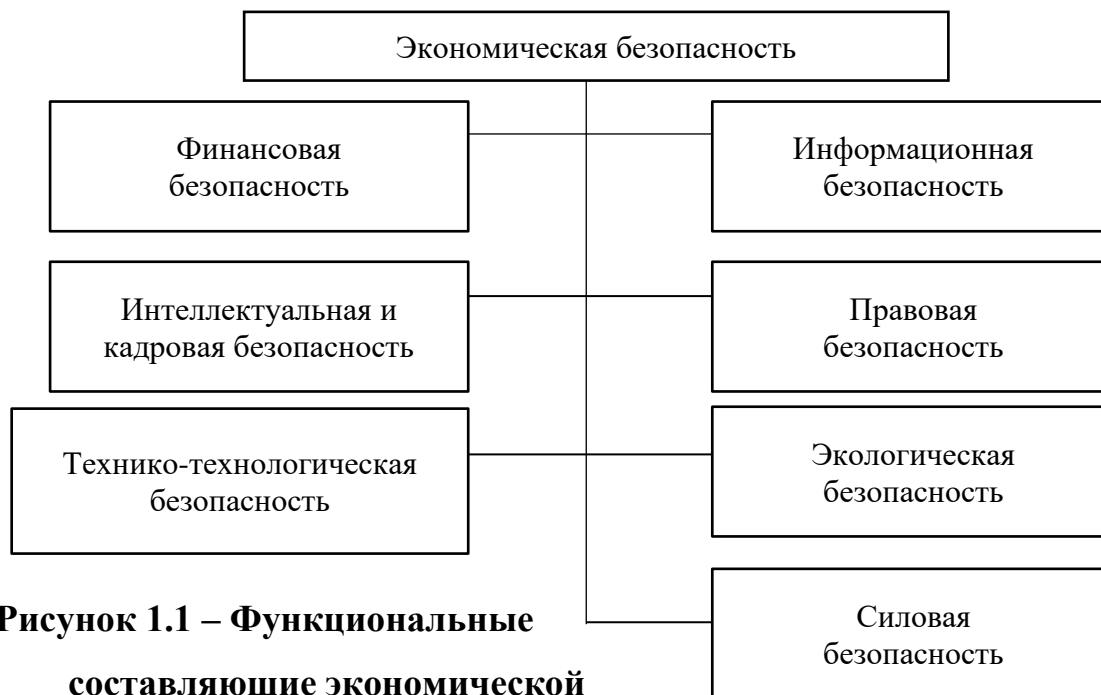 Экономическая безопасность
Финансовая
безопасность
Информационная
безопасность
Интеллектуальная и
кадровая безопасность
Правовая
безопасность
Технико-технологическая
безопасность
Экологическая
безопасность
Силовая
безопасность
Рисунок 1.1 – Функциональные
составляющие экономической